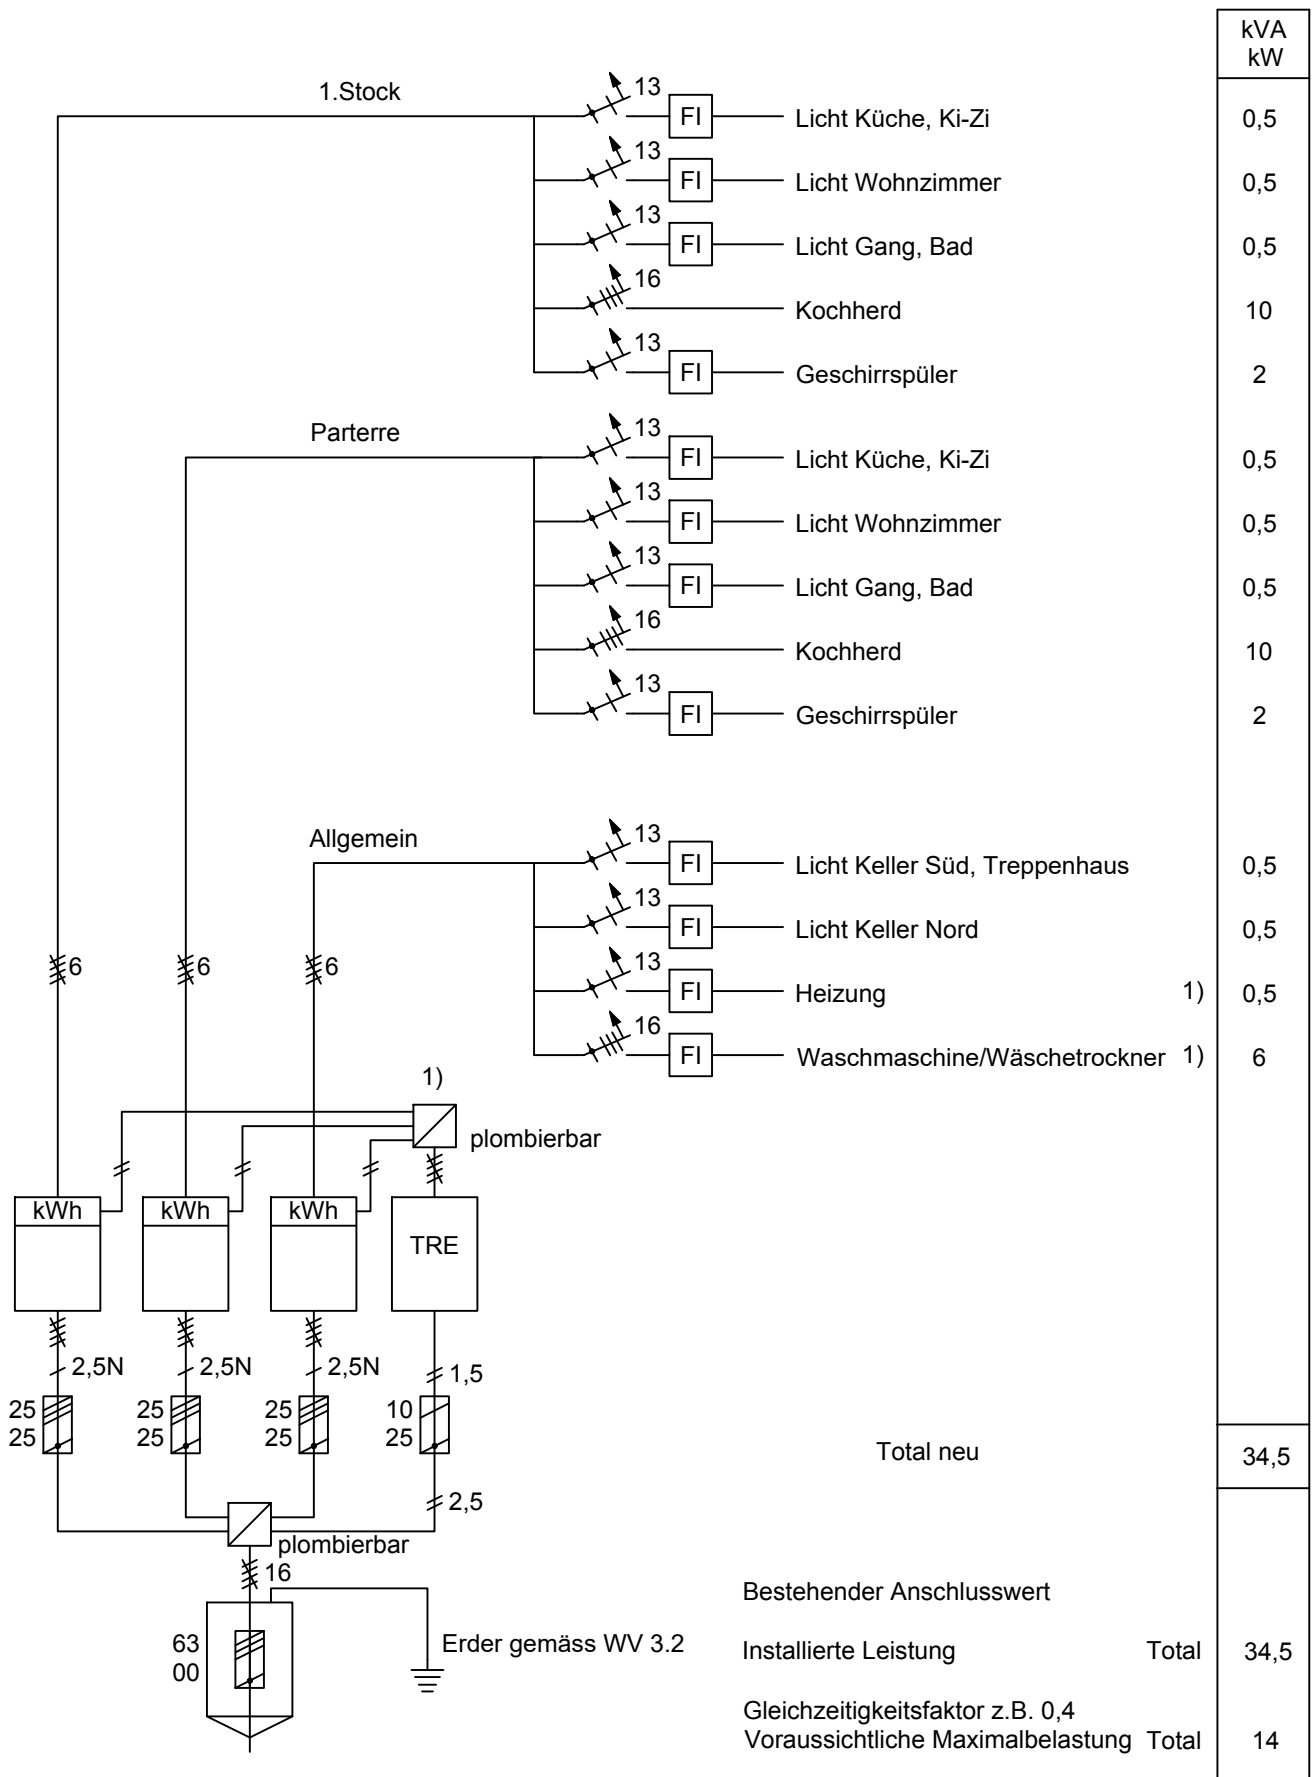 kVA
kW
1.Stock
13
FI
Licht Küche, Ki-Zi
0,5
13
FI
Licht Wohnzimmer
0,5
13
FI
Licht Gang, Bad
0,5
16
Kochherd
10
13
FI
Geschirrspüler
2
Parterre
13
FI
Licht Küche, Ki-Zi
0,5
13
FI
Licht Wohnzimmer
0,5
13
FI
Licht Gang, Bad
0,5
16
Kochherd
10
13
FI
Geschirrspüler
2
Allgemein
13
FI
Licht Keller Süd, Treppenhaus
0,5
13
FI
Licht Keller Nord
0,5
6
6
6
13
FI
Heizung 1)
0,5
16
FI
Waschmaschine/Wäschetrockner 1)
6
1)
plombierbar
kWh
kWh
kWh
TRE
2,5N
2,5N
2,5N
1,5
25
25
25
25
25
25
10
25
Total neu
34,5
2,5
plombierbar
16
Bestehender Anschlusswert
63
00
Erder gemäss WV 3.2
Installierte Leistung Total 34,5
Gleichzeitigkeitsfaktor z.B. 0,4
Voraussichtliche Maximalbelastung Total 14